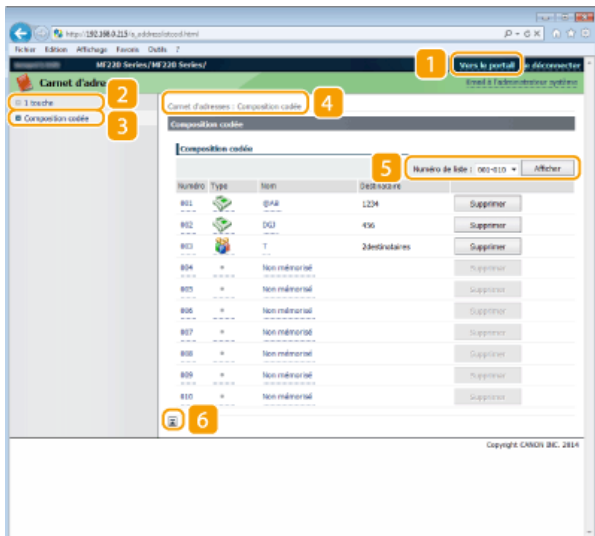 http://192.168.0.215/a_addresslistcod.html
Fichier Edition Affichage Favoris Outils ?
MF220 Series/MF220 Series/
1
Vers le portail
déconnecter
Carnet d'adre
Email à l'administrateur système
1 touche
2
Composition codée
3
Carnet d'adresses : Composition codée
4
Composition codée
Composition codée
5
Numéro de liste : 001-010 Afficher
Numéro Type Nom Destinataire
001 @AB 1234 Supprimer
002 DGJ 456 Supprimer
003 T 2destinataires Supprimer
004 Non mémorisé Supprimer
005 Non mémorisé Supprimer
006 Non mémorisé Supprimer
007 Non mémorisé Supprimer
008 Non mémorisé Supprimer
009 Non mémorisé Supprimer
010 Non mémorisé Supprimer
6
Copyright CANON INC. 2014